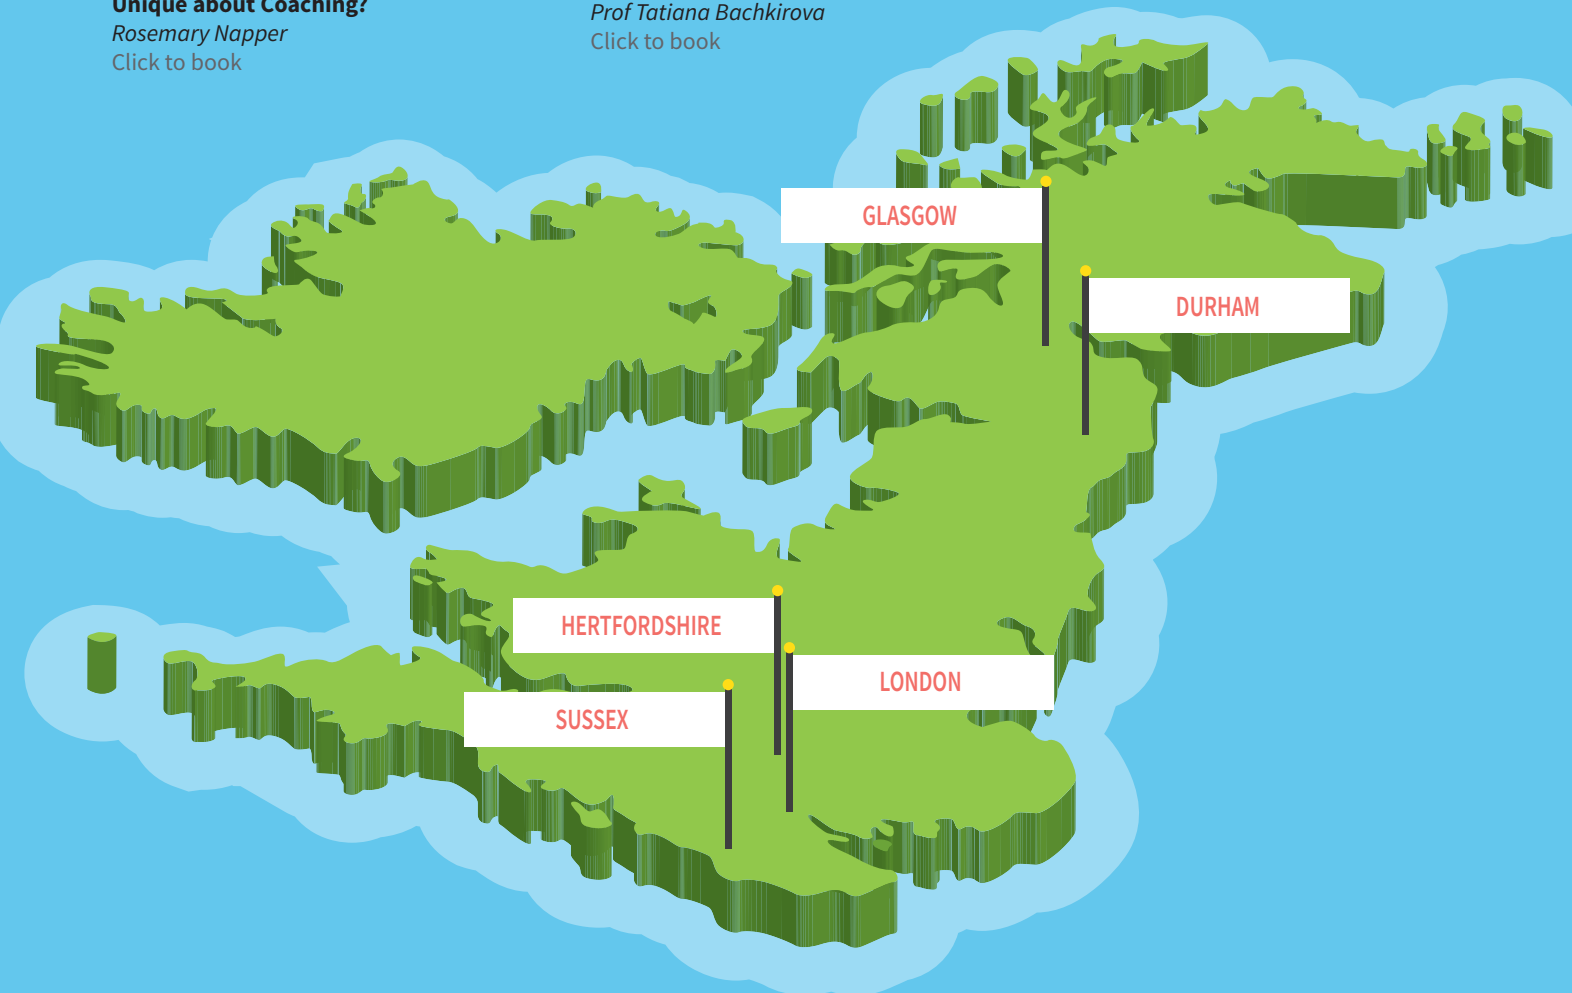 Unique about Coaching?
Rosemary Napper
Click to book
Prof Tatiana Bachkirova
Click to book
GLASGOW
DURHAM
HERTFORDSHIRE
LONDON
SUSSEX